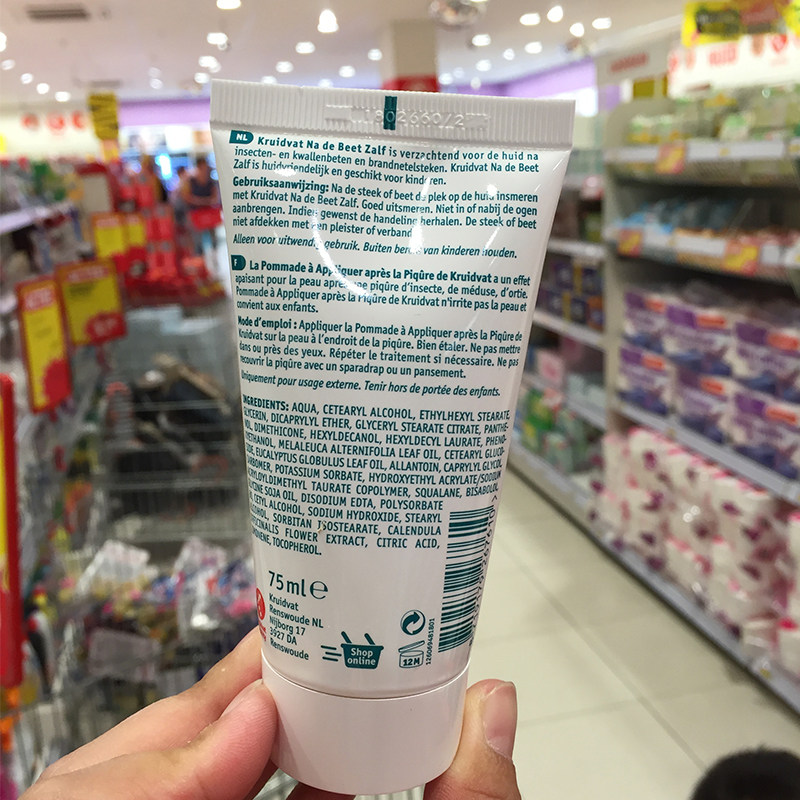 NL Kruidvat Na de Beet Zalf is verzachtend voor de huid na
insecten- en kwallenbeten en brandnetelsteken. Kruidvat Na de Beet
Zalf is huidvriendelijk en geschikt voor kinderen.
Gebruiksaanwijzing: Na de steek of beet de plek op de huid insmeren
met Kruidvat Na de Beet Zalf. Goed uitsmeren. Niet in of nabij de ogen
aanbrengen. Indien gewenst de handeling herhalen. De steek of beet
niet afdekken met een pleister of verband.
Alleen voor uitwendig gebruik. Buiten bereik van kinderen houden.
F La Pommade à Appliquer après la Piqûre de Kruidvat a un effet
apaisant pour la peau après une piqûre d'insecte, de méduse, d'ortie.
Pommade à Appliquer après la Piqûre de Kruidvat n'irrite pas la peau et
convient aux enfants.
Mode d'emploi : Appliquer la Pommade à Appliquer après la Piqûre de
Kruidvat sur la peau à l'endroit de la piqûre. Bien étaler. Ne pas mettre
dans ou près des yeux. Répéter le traitement si nécessaire. Ne pas
recouvrir la piqûre avec un sparadrap ou un pansement.
Uniquement pour usage externe. Tenir hors de portée des enfants.
INGREDIENTS: AQUA, CETEARYL ALCOHOL, ETHYLHEXYL STEARATE,
GLYCERIN, DICAPRYLYL ETHER, GLYCERYL STEARATE CITRATE, PANTHE-
NOL, DIMETHICONE, HEXYLDECANOL, HEXYLDECYL LAURATE, PHENO-
XYETHANOL, MELALEUCA ALTERNIFOLIA LEAF OIL, CETEARYL GLUCO-
SIDE, EUCALYPTUS GLOBULUS LEAF OIL, ALLANTOIN, CAPRYLYL GLYCOL,
CARBOMER, POTASSIUM SORBATE, HYDROXYETHYL ACRYLATE/SODIUM
ACRYLOYLDIMETHYL TAURATE COPOLYMER, SQUALANE, BISABOLOL,
GLYCINE SOJA OIL, DISODIUM EDTA, POLYSORBATE
CETYL ALCOHOL, SODIUM HYDROXIDE, STEARYL
ALCOHOL, SORBITAN ISOSTEARATE, CALENDULA
OFFICINALIS FLOWER EXTRACT, CITRIC ACID,
LIMONENE, TOCOPHEROL.
75 ml e
Kruidvat
Renswoude NL
Nijborg 17
3927 DA
Renswoude
Shop
online
12M
126069481801